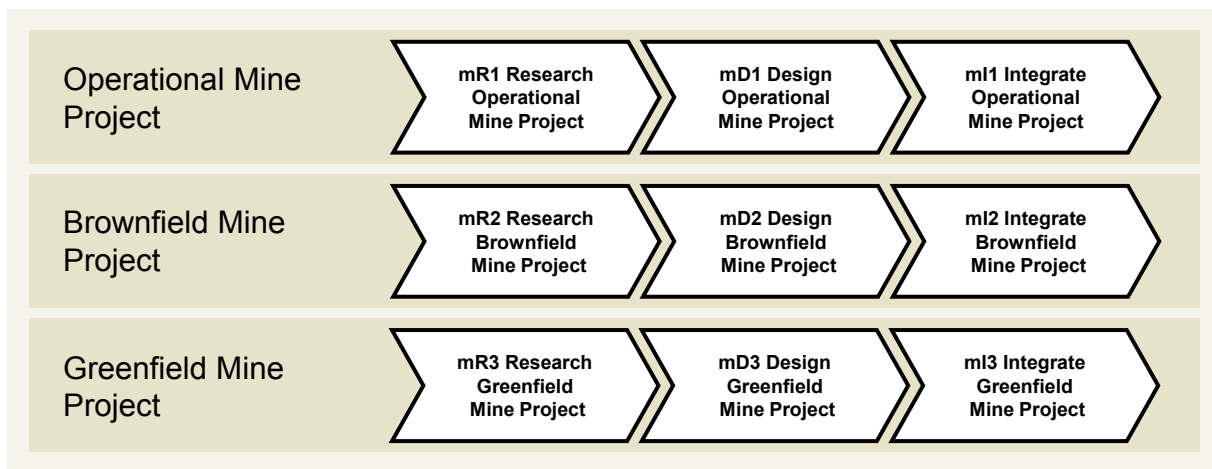 Operational Mine
Project
mR1 Research
Operational
Mine Project
mD1 Design
Operational
Mine Project
mI1 Integrate
Operational
Mine Project
Brownfield Mine
Project
mR2 Research
Brownfield
Mine Project
mD2 Design
Brownfield
Mine Project
mI2 Integrate
Brownfield
Mine Project
Greenfield Mine
Project
mR3 Research
Greenfield
Mine Project
mD3 Design
Greenfield
Mine Project
mI3 Integrate
Greenfield
Mine Project